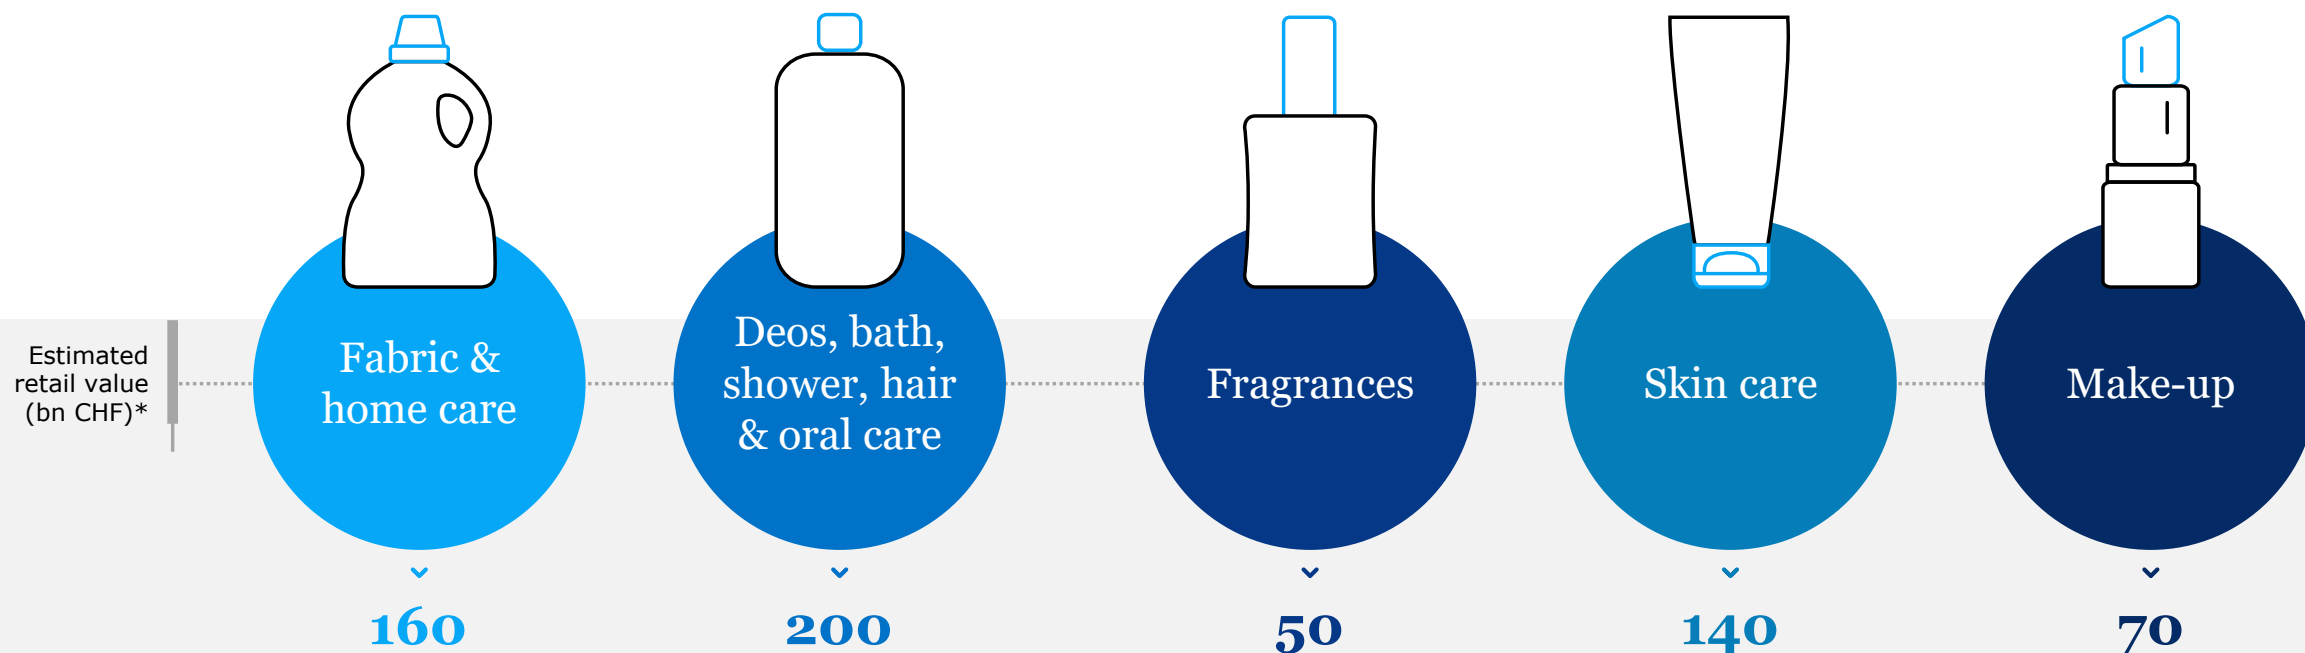 Estimated
retail value
(bn CHF)*
Fabric &
home care
Deos, bath,
shower, hair
& oral care
Fragrances
Skin care
Make-up
160
200
50
140
70